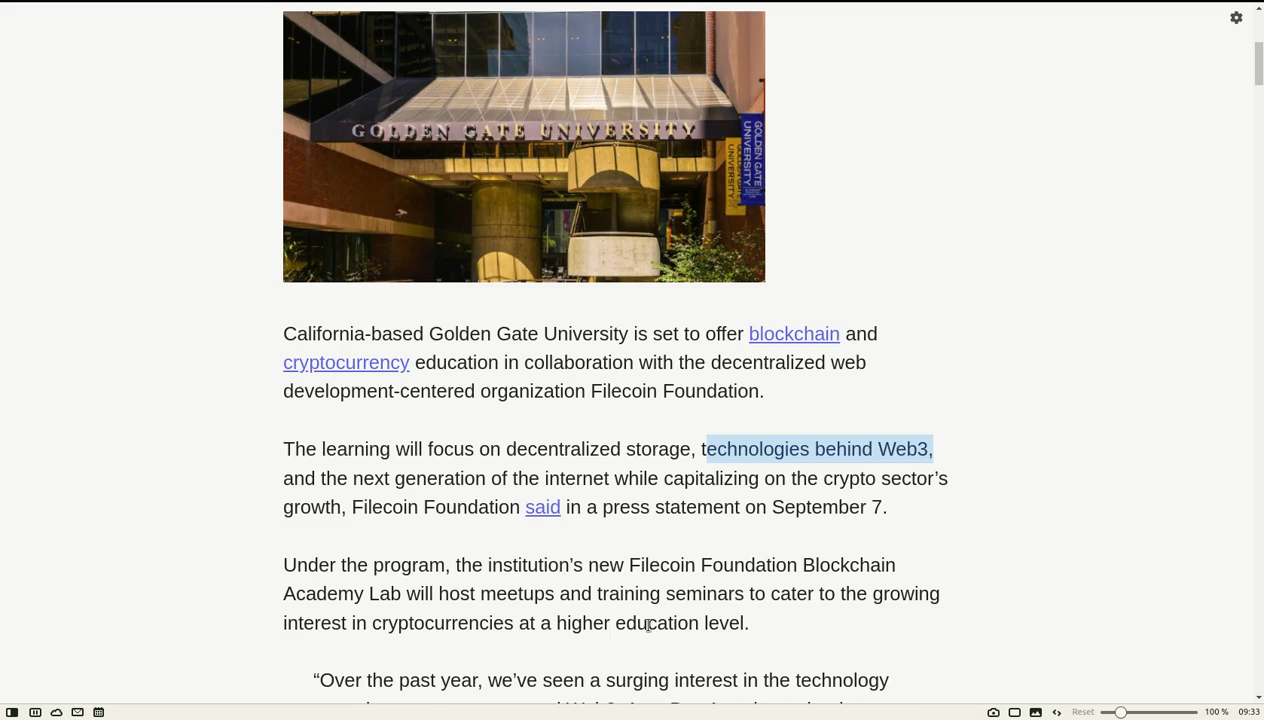 GOLDEN GATE UNIVERSITY
GOLDEN GATE
UNIVERSITY
GOLDEN GATE
UNIVERSITY
California-based Golden Gate University is set to offer blockchain and
cryptocurrency education in collaboration with the decentralized web
development-centered organization Filecoin Foundation.
The learning will focus on decentralized storage, technologies behind Web3,
and the next generation of the internet while capitalizing on the crypto sector’s
growth, Filecoin Foundation said in a press statement on September 7.
Under the program, the institution’s new Filecoin Foundation Blockchain
Academy Lab will host meetups and training seminars to cater to the growing
interest in cryptocurrencies at a higher education level.
“Over the past year, we’ve seen a surging interest in the technology
Reset 100 % 09:33